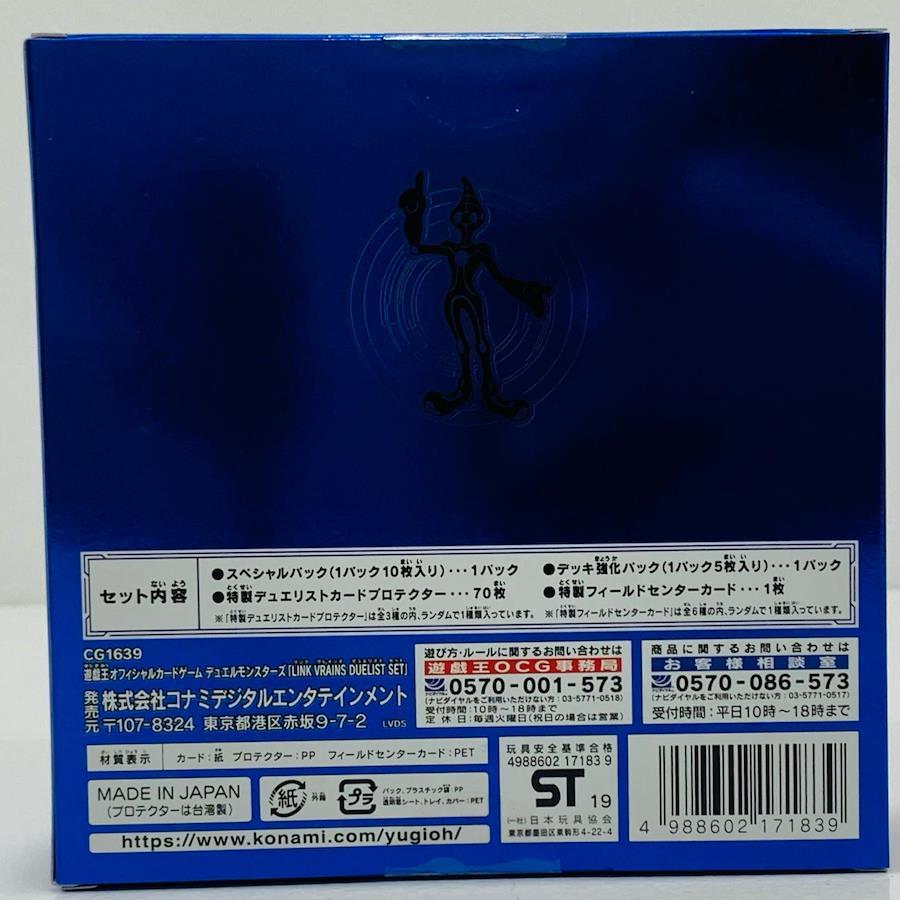 セット内容
●スペシャルパック(1パック10枚入り)･･･1パック
●デッキ強化パック(1パック5枚入り)･･･1パック
●特製デュエリストカードプロテクター･･･70枚
●特製フィールドセンターカード･･･1枚
※「特製デュエリストカードプロテクター」は全3種の内、ランダムで1種類入っています。
※「特製フィールドセンターカード」は全6種の内、ランダムで1種類入っています。
CG1639
遊戯王オフィシャルカードゲーム デュエルモンスターズ「LINK VRAINS DUELIST SET」
発売元 株式会社コナミデジタルエンタテインメント
〒107-8324 東京都港区赤坂9-7-2 LVDS
遊び方・ルールに関するお問い合わせは
遊戯王OCG事務局
0570-001-573
(ナビダイヤルをご利用いただけない方:03-5771-0518)
受付時間:10時〜18時まで
定休日:毎週火曜日(祝日の場合は営業)
商品に関するお問い合わせは
お客様相談室
0570-086-573
(ナビダイヤルをご利用いただけない方:03-5771-0573)
受付時間:平日10時〜18時まで
材質表示
カード:紙 プロテクター:PP フィールドセンターカード:PET
MADE IN JAPAN
(プロテクターは台湾製)
紙 外箱
プラ
パック、プラスチック袋:PP
透明葛シート、トレイ、カバー:PET
https://www.konami.com/yugioh/
玩具安全基準合格
4988602 17183 9
ST 19
(一社)日本玩具協会
東京都墨田区東駒形4-22-4
4 988602 171839